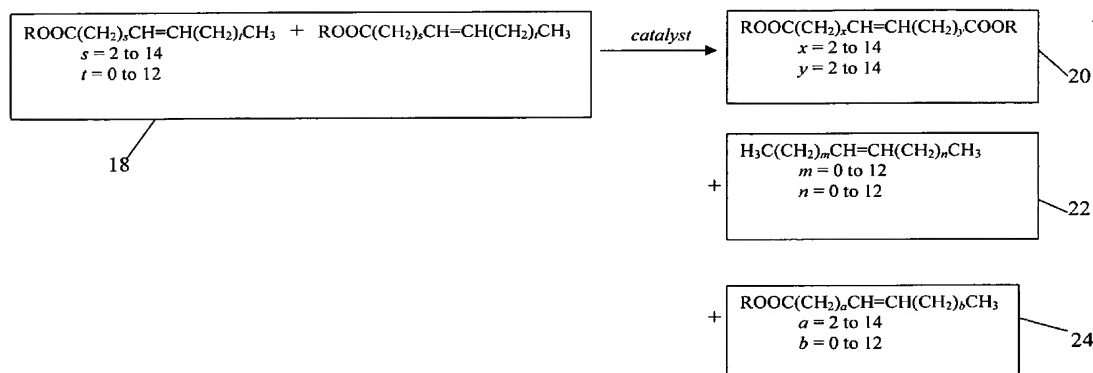 ROOC(CH₂)ₛCH=CH(CH₂)ₜCH₃ + ROOC(CH₂)ₛCH=CH(CH₂)ₜCH₃
s = 2 to 14
t = 0 to 12
18
catalyst
ROOC(CH₂)ₓCH=CH(CH₂)yCOOR
x = 2 to 14
y = 2 to 14
20
+
H₃C(CH₂)ₘCH=CH(CH₂)ₙCH₃
m = 0 to 12
n = 0 to 12
22
+
ROOC(CH₂)ₐCH=CH(CH₂)bCH₃
a = 2 to 14
b = 0 to 12
24